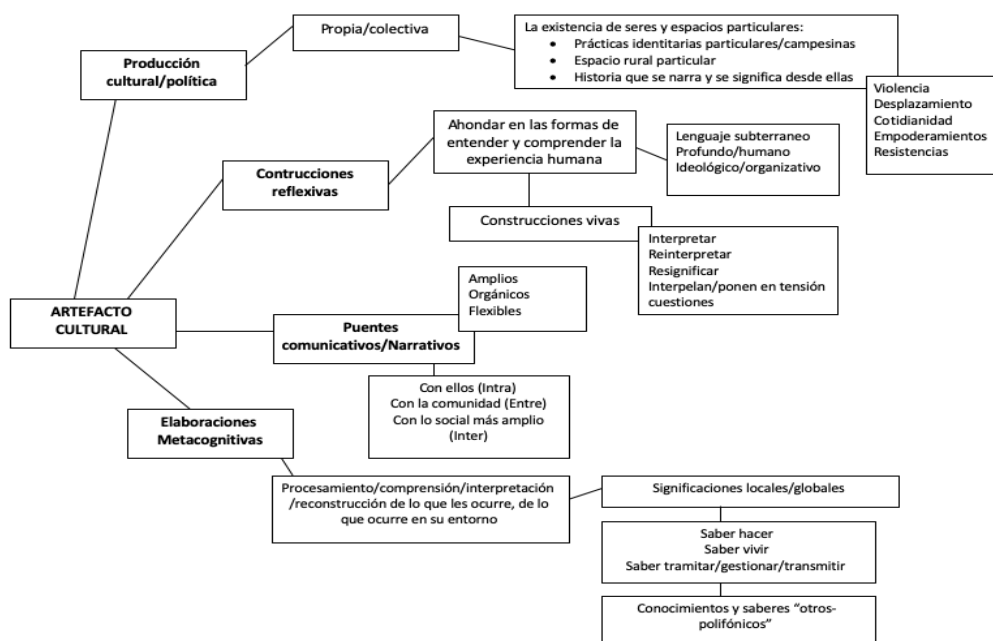 Propia/colectiva
La existencia de seres y espacios particulares:
• Prácticas identitarias particulares/campesinas
• Espacio rural particular
• Historia que se narra y se significa desde ellas
Producción
cultural/política
Violencia
Desplazamiento
Cotidianidad
Empoderamientos
Resistencias
Ahondar en las formas de
entender y comprender la
experiencia humana
Lenguaje subterraneo
Profundo/humano
Ideológico/organizativo
Contrucciones
reflexivas
Construcciones vivas
Interpretar
Reinterpretar
Resignificar
Interpelan/ponen en tensión
cuestiones
Amplios
Orgánicos
Flexibles
ARTEFACTO
CULTURAL
Puentes
comunicativos/Narrativos
Con ellos (Intra)
Con la comunidad (Entre)
Con lo social más amplio
(Inter)
Elaboraciones
Metacognitivas
Procesamiento/comprensión/interpretación
/reconstrucción de lo que les ocurre, de lo
que ocurre en su entorno
Significaciones locales/globales
Saber hacer
Saber vivir
Saber tramitar/gestionar/transmitir
Conocimientos y saberes “otros-
polifónicos”